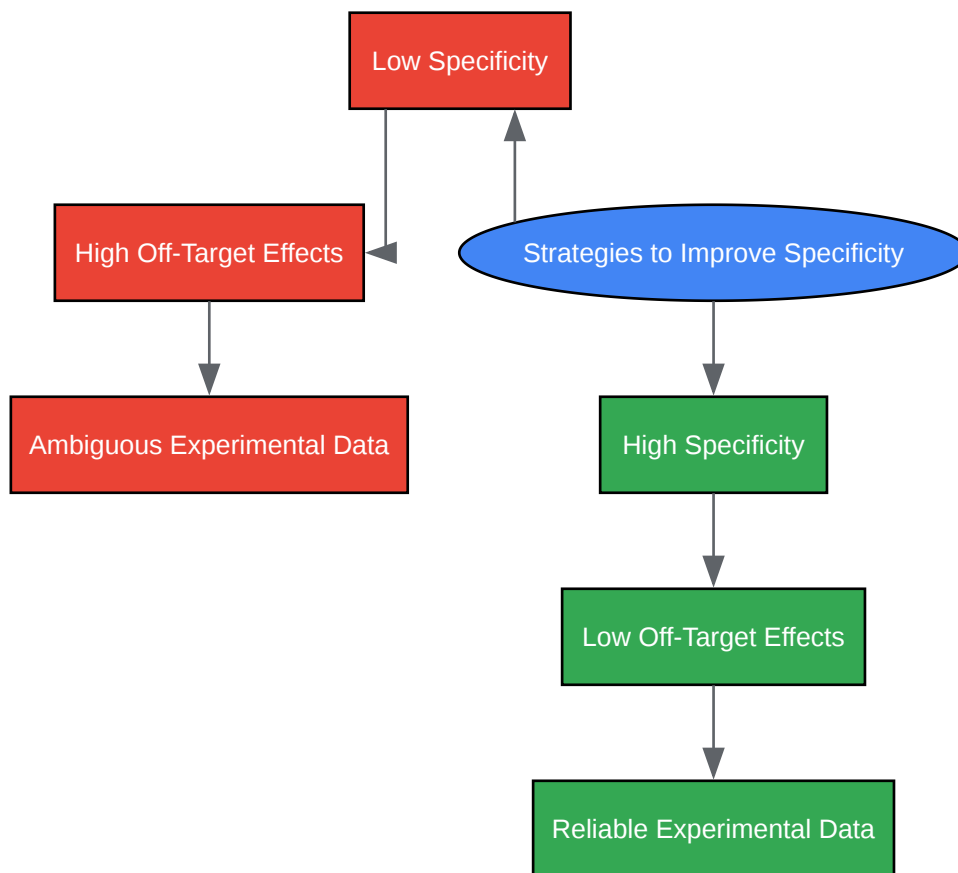 Low Specificity
High Off-Target Effects
Strategies to Improve Specificity
Ambiguous Experimental Data
High Specificity
Low Off-Target Effects
Reliable Experimental Data